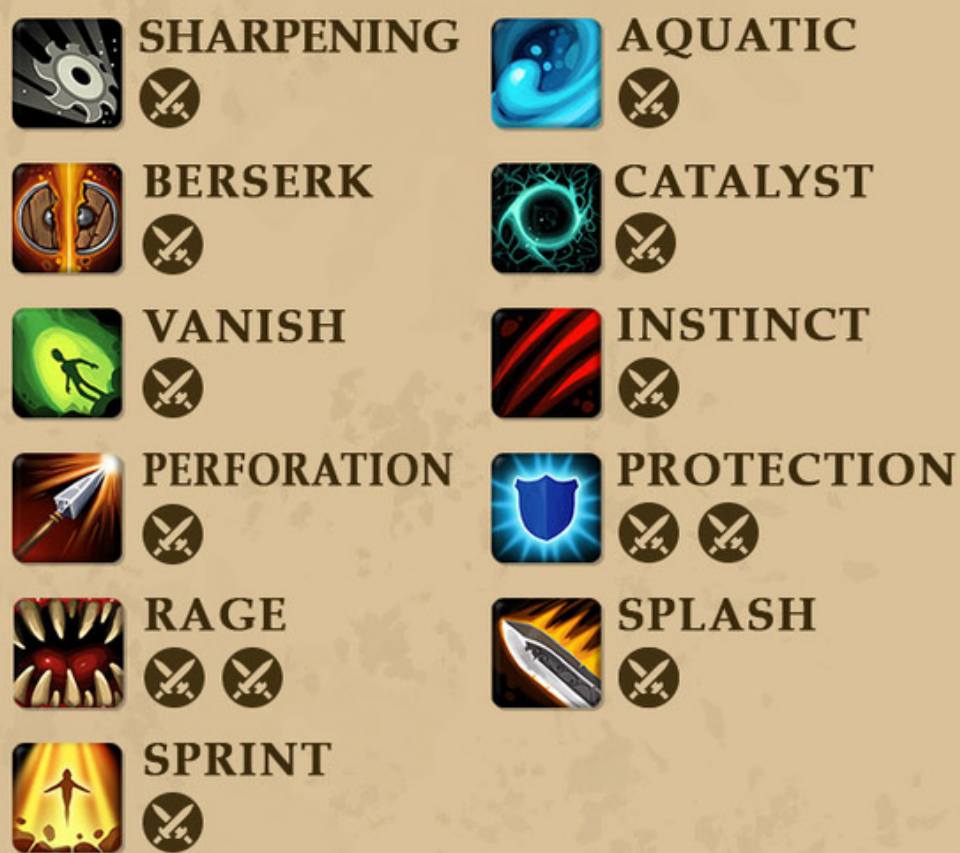 SHARPENING
AQUATIC
BERSERK
CATALYST
VANISH
INSTINCT
PERFORATION
PROTECTION
RAGE
SPLASH
SPRINT